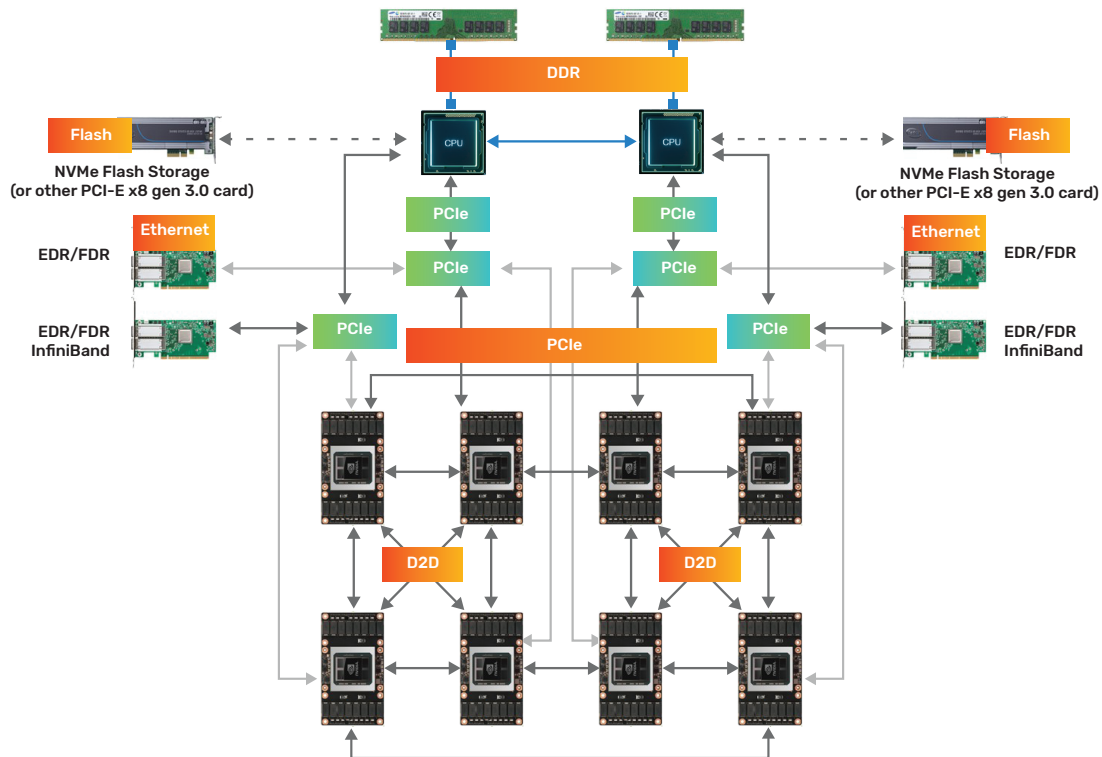 DDR
Flash
CPU
CPU
Flash
NVMe Flash Storage
(or other PCI-E x8 gen 3.0 card)
NVMe Flash Storage
(or other PCI-E x8 gen 3.0 card)
PCIe
PCIe
Ethernet
EDR/FDR
PCIe
PCIe
Ethernet
EDR/FDR
EDR/FDR
InfiniBand
PCIe
PCIe
PCIe
EDR/FDR
InfiniBand
D2D
D2D